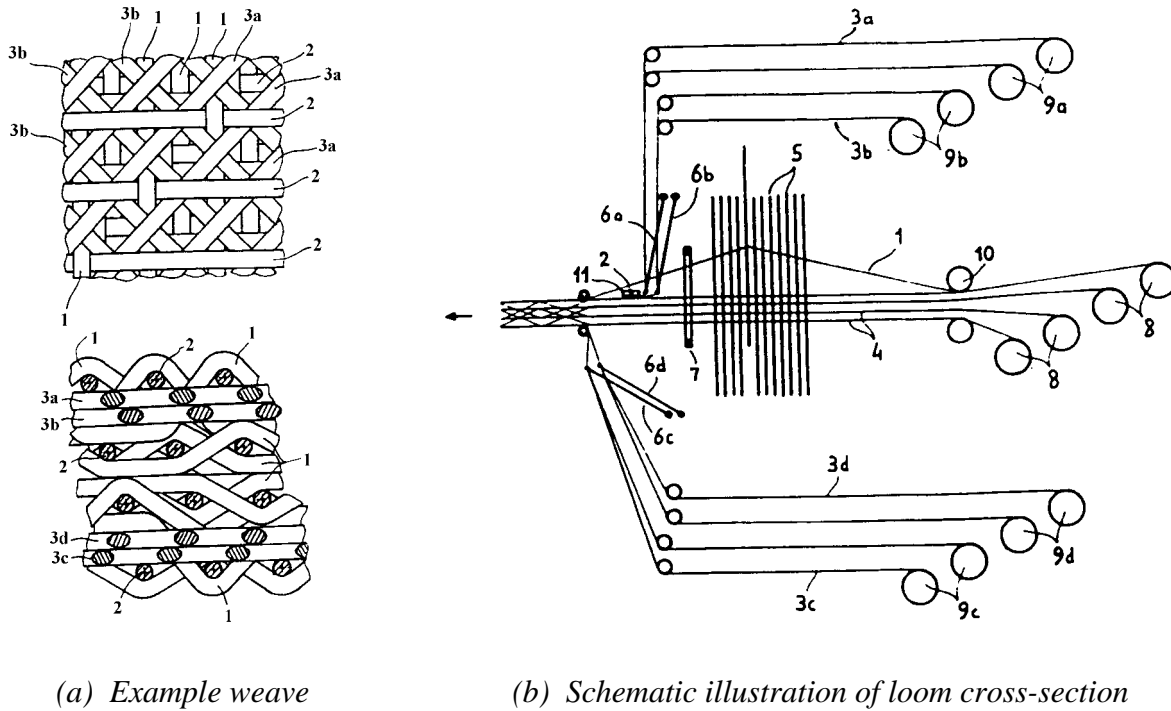 3b 1 1 3a
3b 1 2
3a
2
3b
3a
2
2
1
1 2 1
3a
3b
2 1
3d
3c
2 1
3a
9a
3b 9b
5
6b
6a
1 10
11 2
4 8
7 8
6d
6c
3d
9d
3c 9c
(a) Example weave
(b) Schematic illustration of loom cross-section